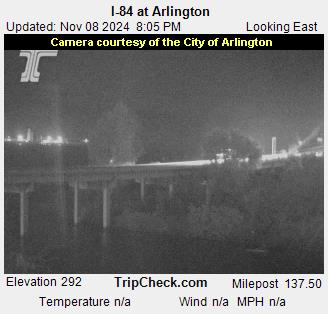 I-84 at Arlington
Updated: Nov 08 2024 8:05 PM Looking East
Camera courtesy of the City of Arlington
Elevation 292 TripCheck.com Milepost 137.50
Temperature n/a Wind n/a MPH n/a